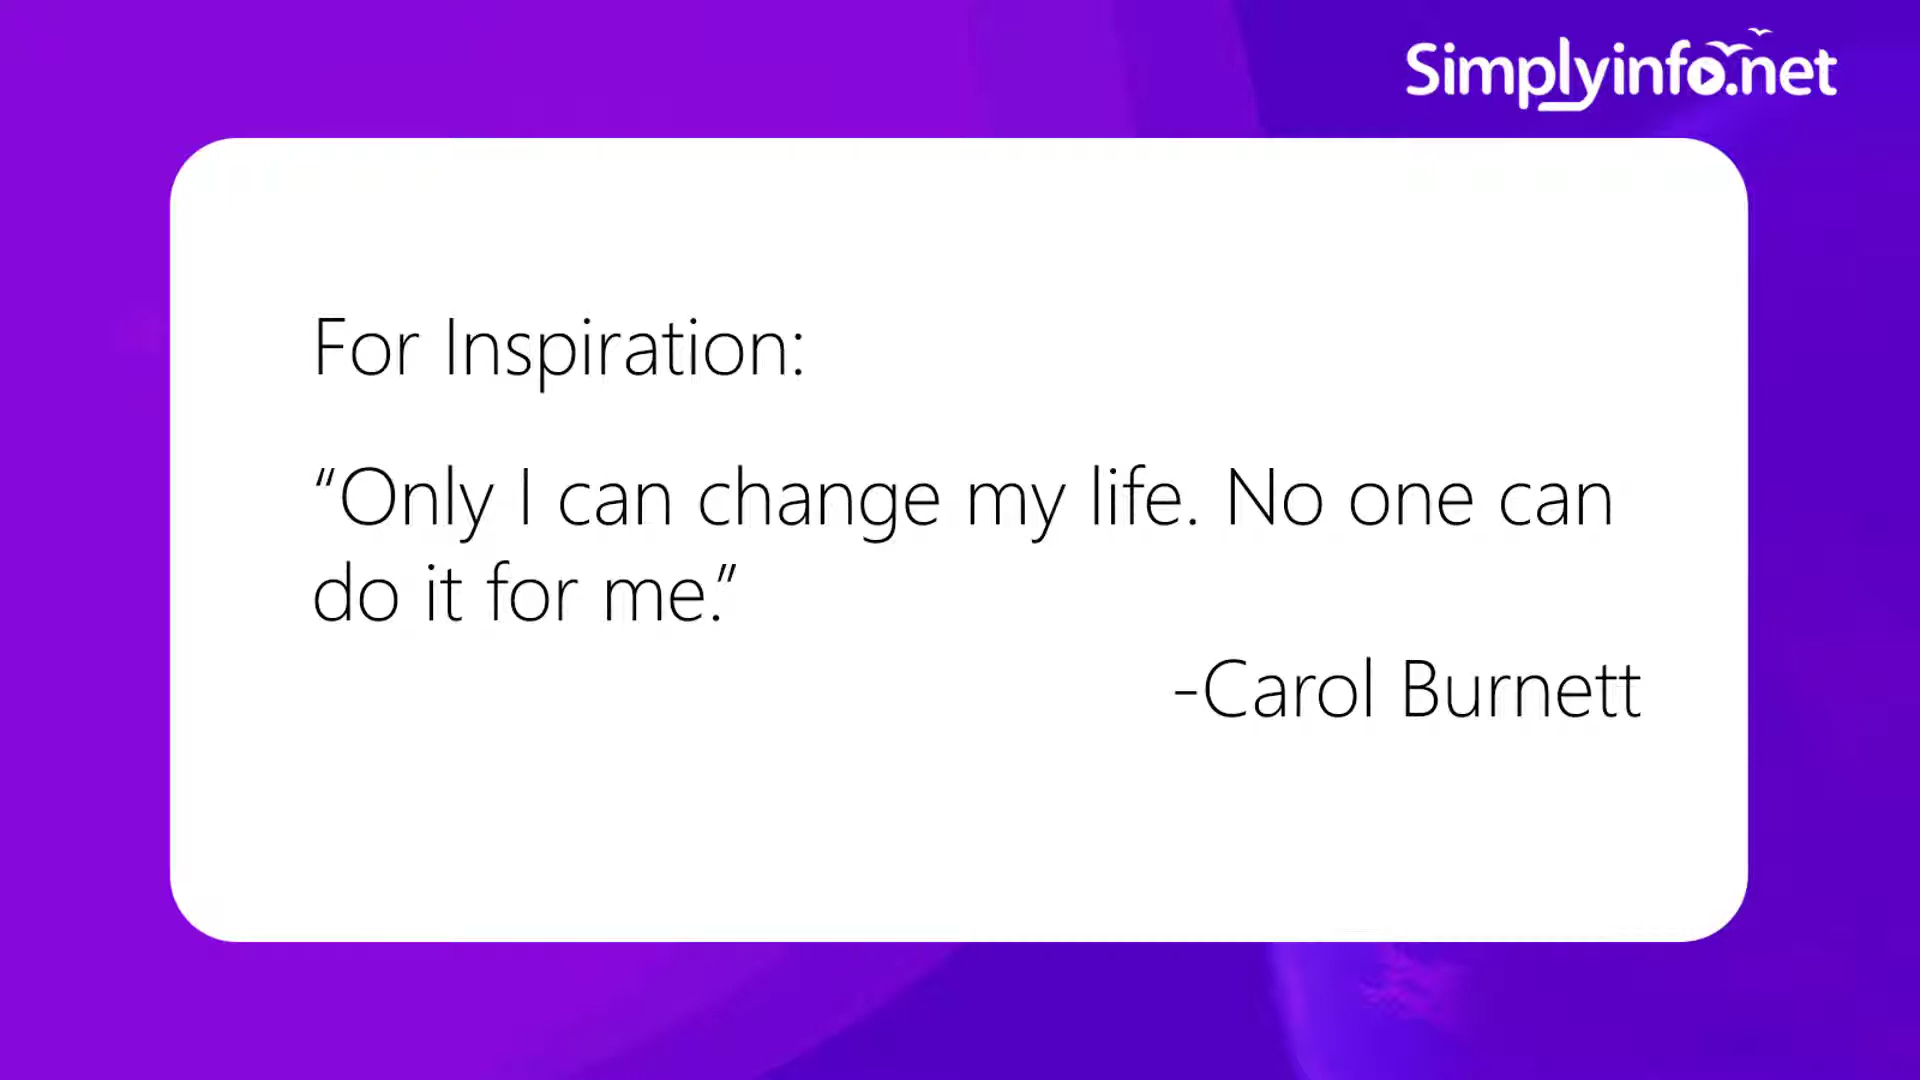 Simplyinfo.net
For Inspiration:
“Only I can change my life. No one can
do it for me.”
-Carol Burnett